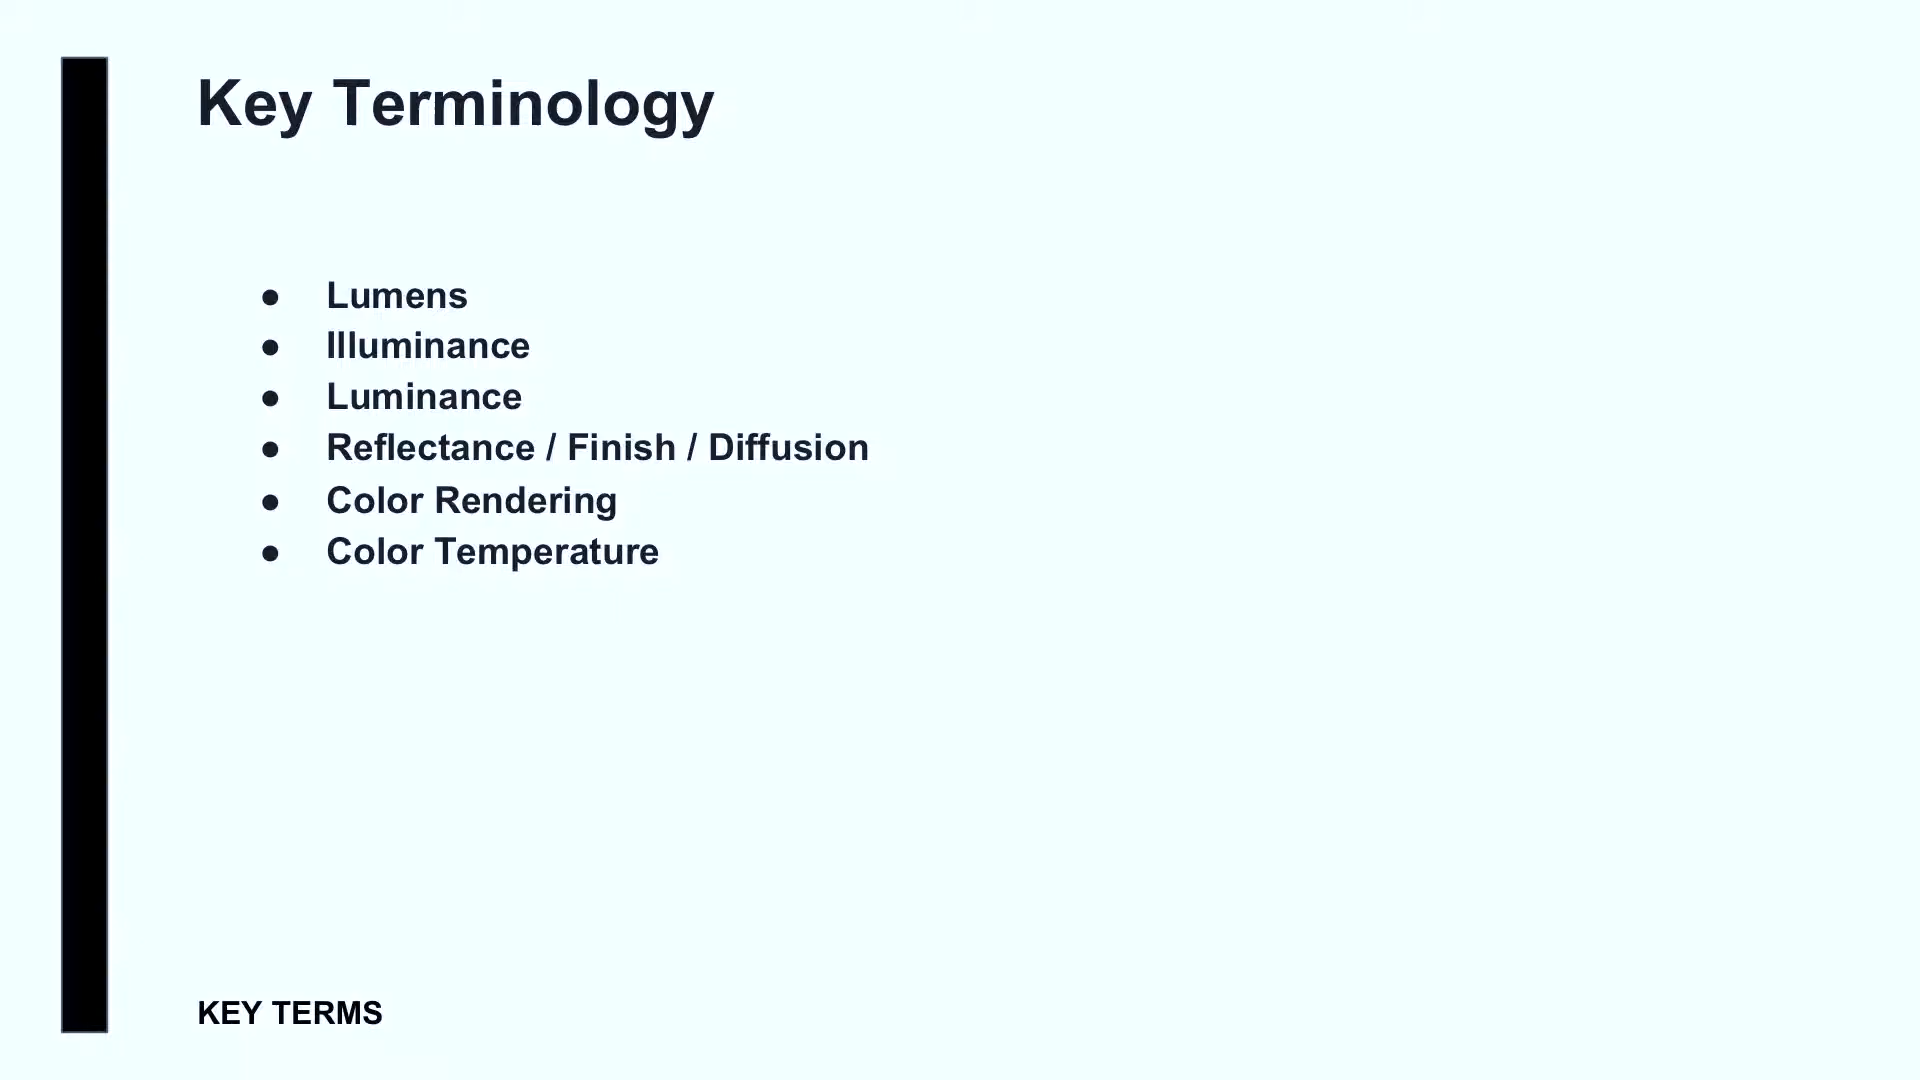 Key Terminology
● Lumens
● Illuminance
● Luminance
● Reflectance / Finish / Diffusion
● Color Rendering
● Color Temperature
KEY TERMS